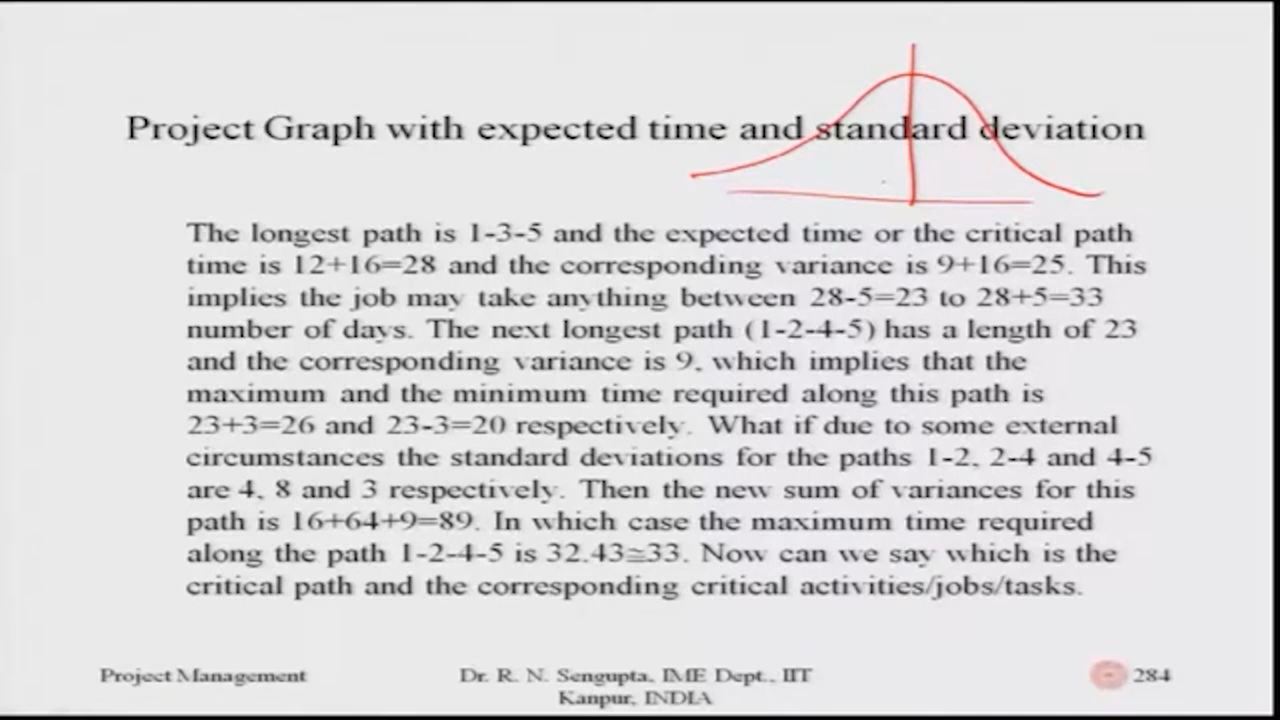 Project Graph with expected time and standard deviation
The longest path is 1-3-5 and the expected time or the critical path
time is 12+16=28 and the corresponding variance is 9+16=25. This
implies the job may take anything between 28-5=23 to 28+5=33
number of days. The next longest path (1-2-4-5) has a length of 23
and the corresponding variance is 9, which implies that the
maximum and the minimum time required along this path is
23+3=26 and 23-3=20 respectively. What if due to some external
circumstances the standard deviations for the paths 1-2, 2-4 and 4-5
are 4, 8 and 3 respectively. Then the new sum of variances for this
path is 16+64+9=89. In which case the maximum time required
along the path 1-2-4-5 is 32.43≅33. Now can we say which is the
critical path and the corresponding critical activities/jobs/tasks.
Project Management
Dr. R. N. Sengupta, IME Dept., IIT
Kanpur, INDIA
284